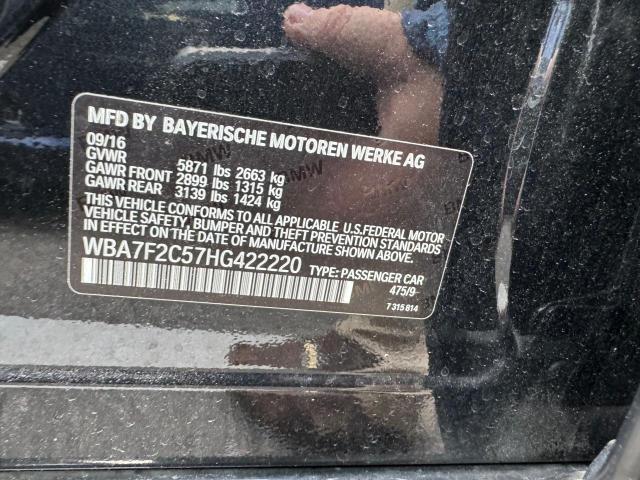 MFD BY BAYERISCHE MOTOREN WERKE AG
09/16
GVWR 5871 lbs 2663 kg
GAWR FRONT 2899 lbs 1315 kg
GAWR REAR 3139 lbs 1424 kg
THIS VEHICLE CONFORMS TO ALL APPLICABLE U.S.FEDERAL MOTOR
VEHICLE SAFETY, BUMPER AND THEFT PREVENTION STANDARDS
IN EFFECT ON THE DATE OF MANUFACTURE SHOWN ABOVE.
WBA7F2C57HG422220 TYPE: PASSENGER CAR
475/9
7 315 814